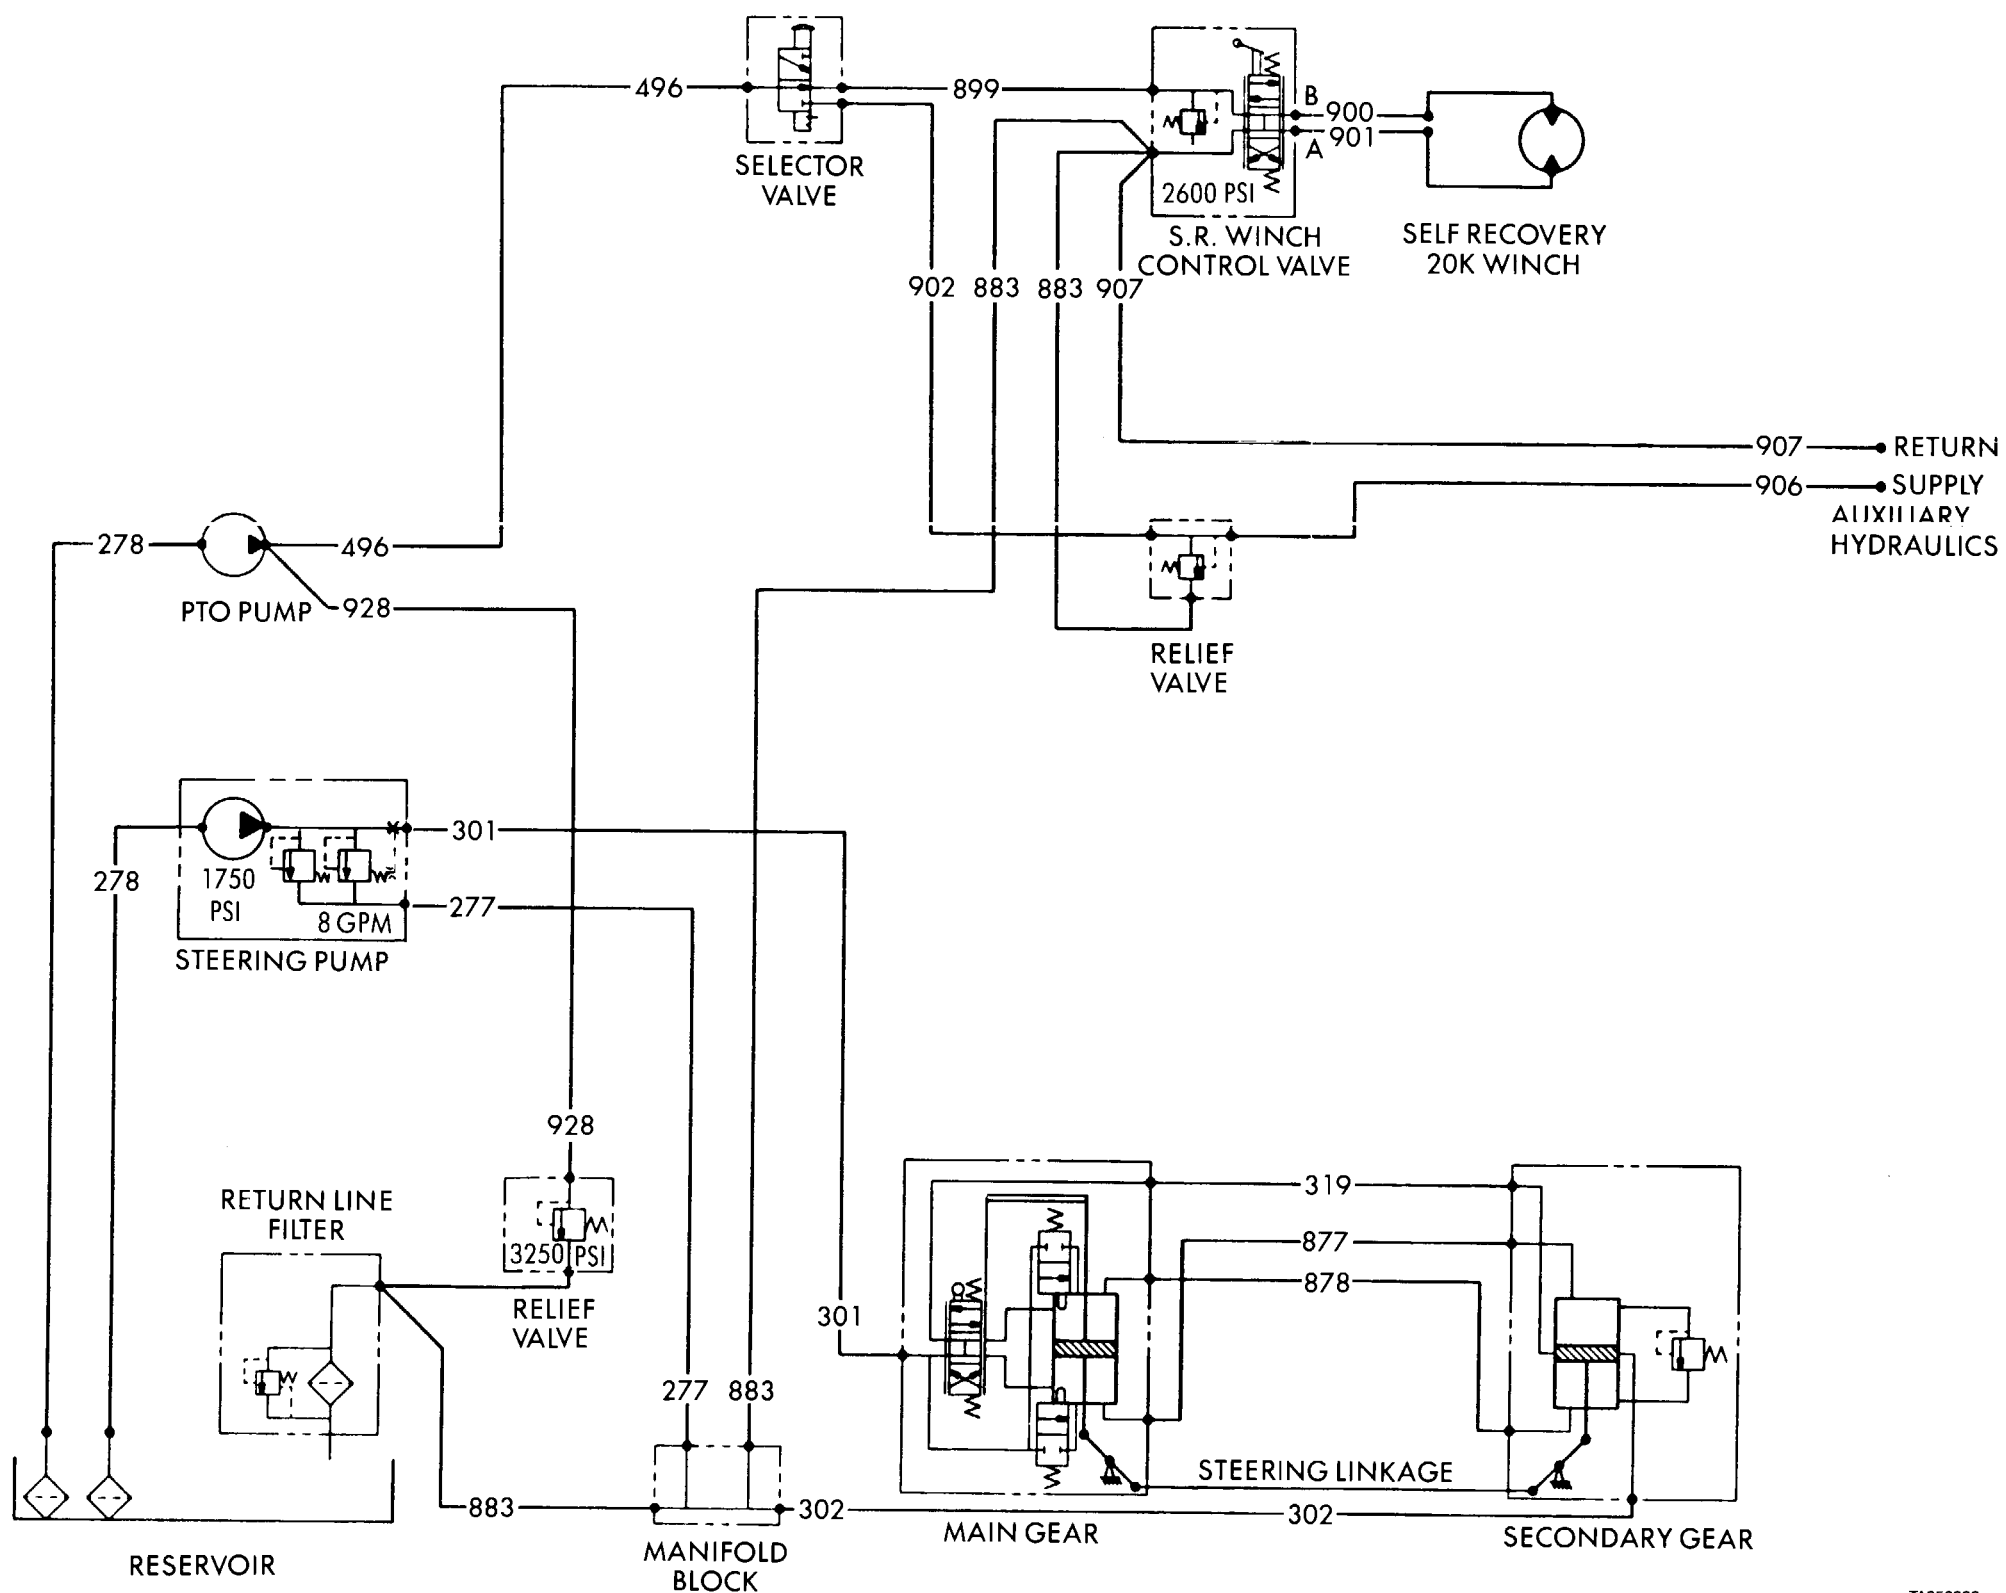 496
899
B
900
901
A
SELECTOR
VALVE
2600 PSI
S.R. WINCH
CONTROL VALVE
SELF RECOVERY
20K WINCH
902
883
883
907
907
RETURN
906
SUPPLY
AUXILIARY
HYDRAULICS
278
496
PTO PUMP
928
RELIEF
VALVE
301
278
1750
PSI
8 GPM
277
STEERING PUMP
928
RETURN LINE
FILTER
3250 PSI
RELIEF
VALVE
319
877
878
301
277
883
STEERING LINKAGE
883
302
302
MAIN GEAR
SECONDARY GEAR
RESERVOIR
MANIFOLD
BLOCK